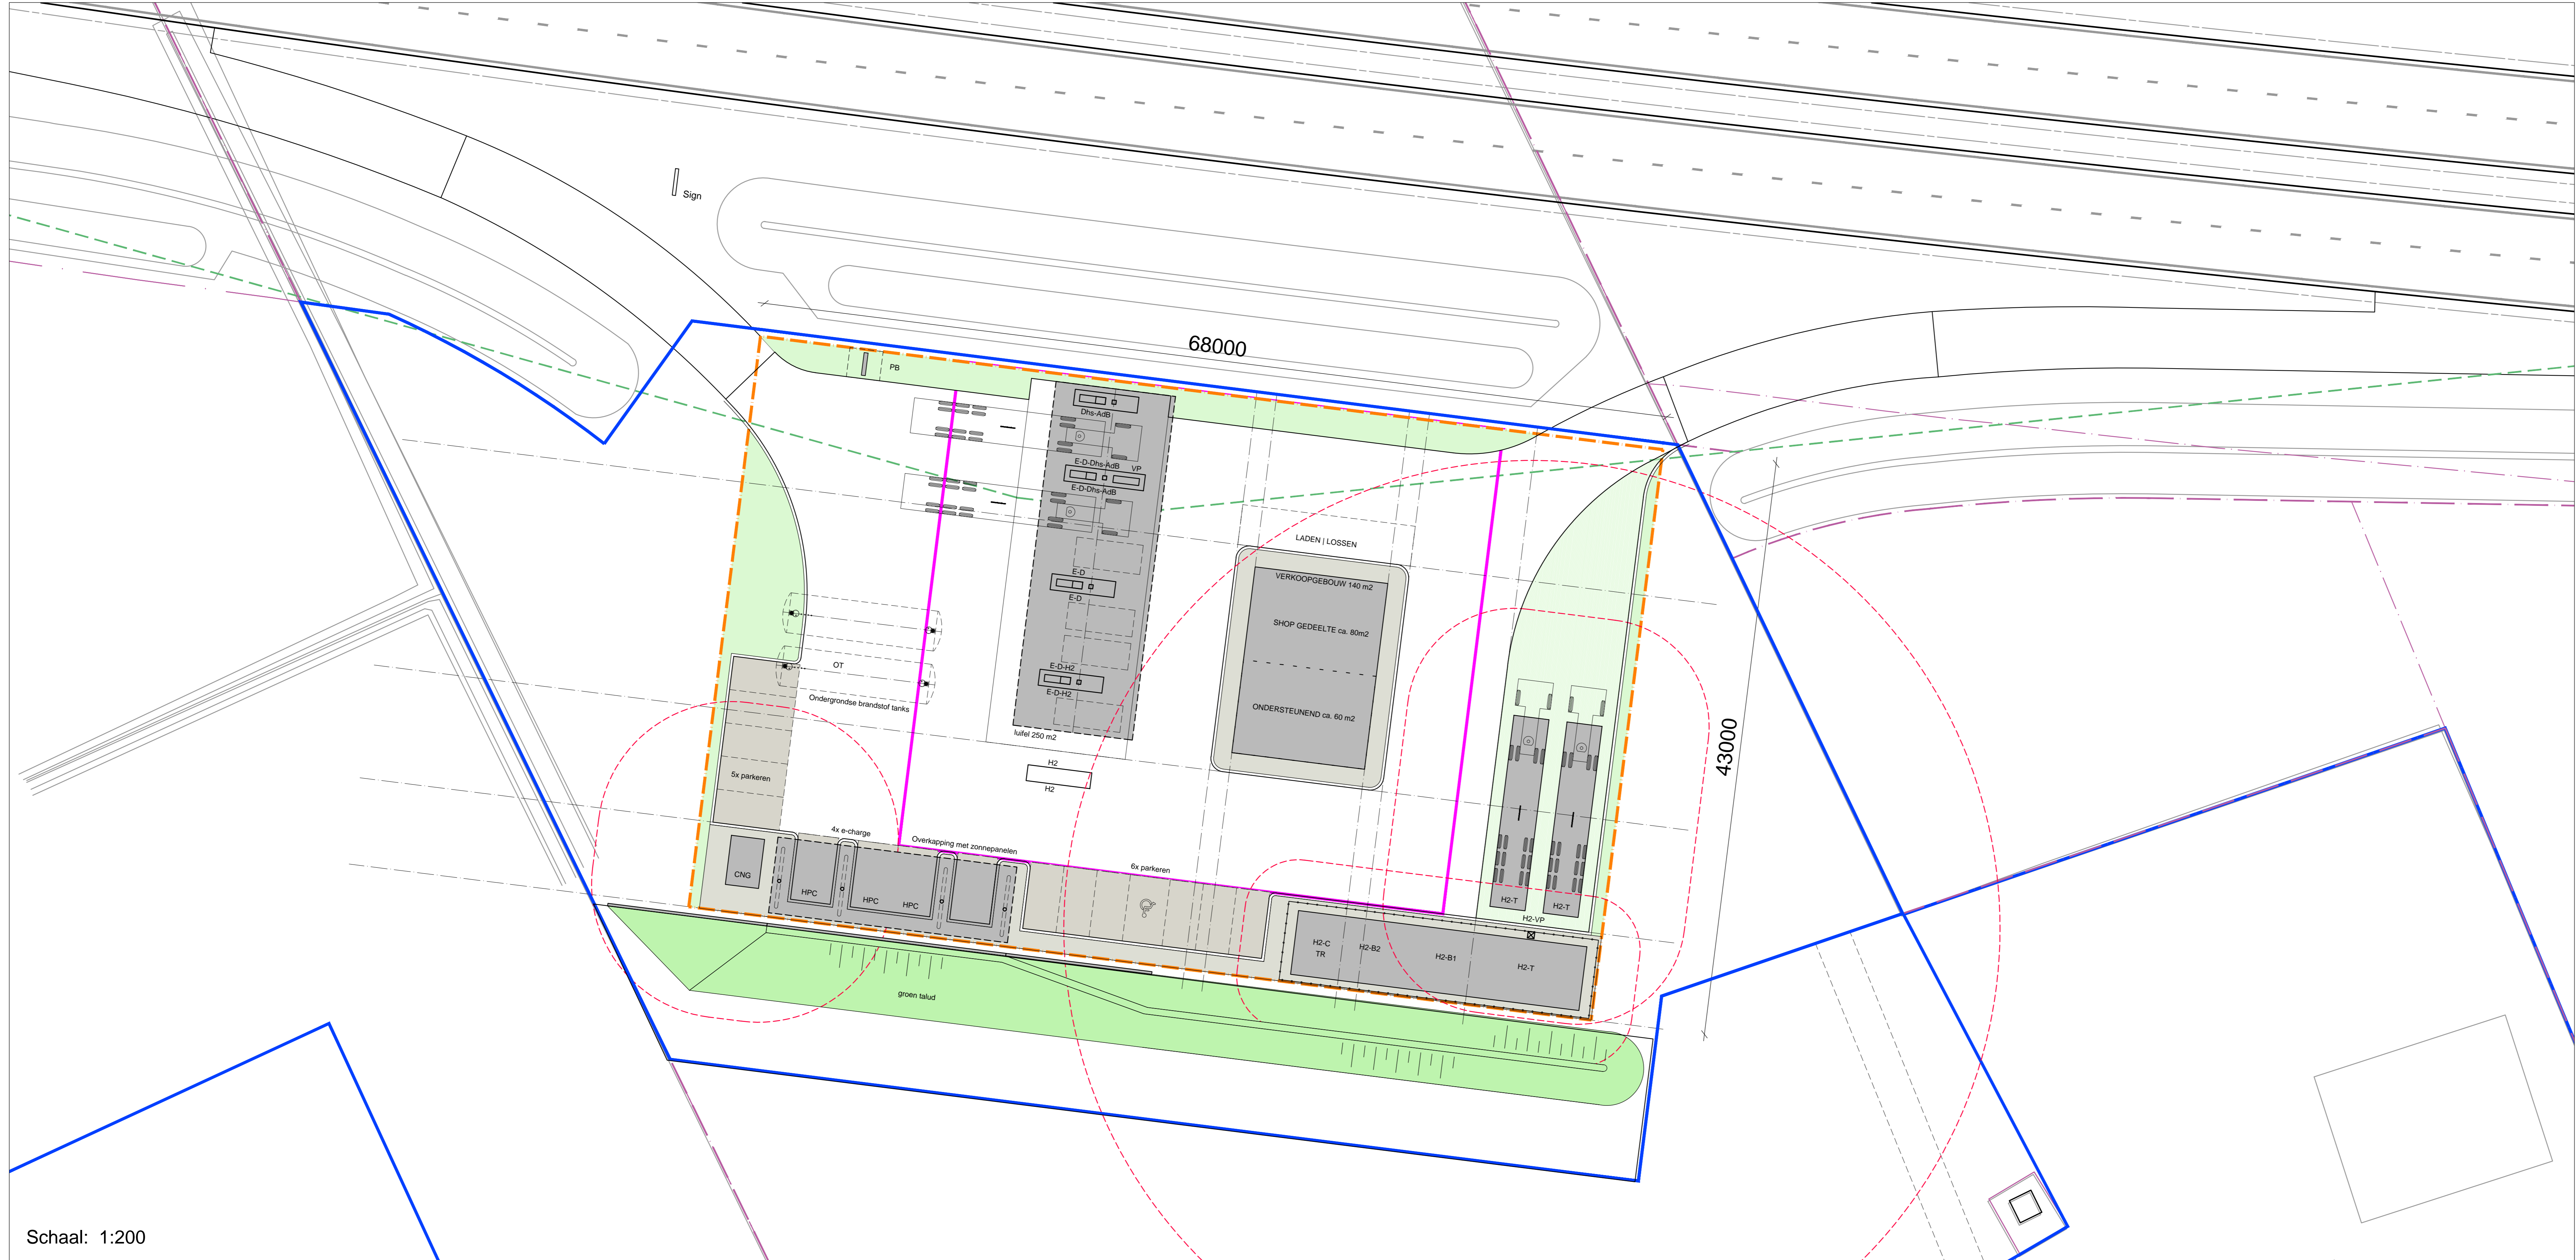 Sign
68000
PB
Dhs-AdB
E-D-Dhs-AdB
VP
E-D-Dhs-AdB
LADEN | LOSSEN
VERKOOPGEBOUW 140 m2
E-D
E-D
SHOP GEDEELTE ca. 80m2
OT
E-D-H2
E-D-H2
Ondergrondse brandstof tanks
ONDERSTEUNEND ca. 60 m2
luifel 250 m2
43000
H2
H2
5x parkeren
4x e-charge
Overkapping met zonnepanelen
6x parkeren
CNG
HPC
HPC
HPC
H2-T
H2-T
H2-VP
H2-C
TR
H2-B2
H2-B1
H2-T
groen talud
Schaal: 1:200